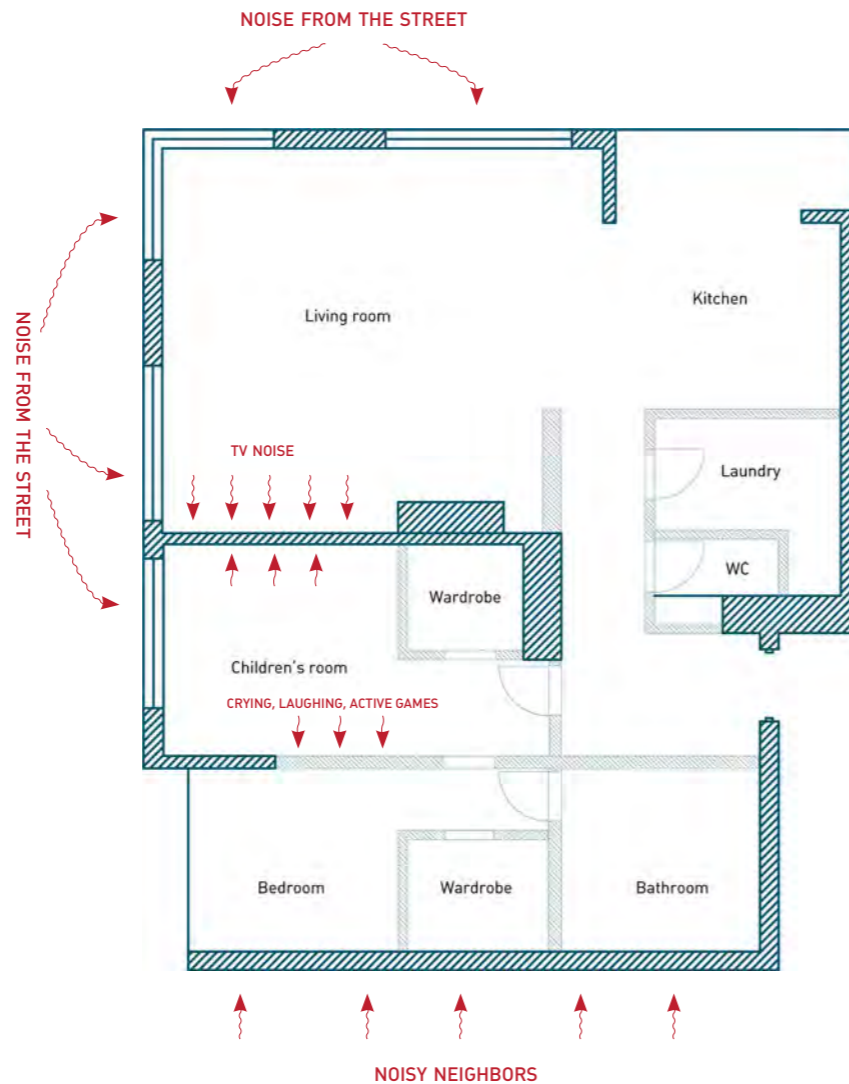 NOISE FROM THE STREET
Kitchen
Living room
NOISE FROM THE STREET
TV NOISE
Laundry
WC
Wardrobe
Children's room
CRYING, LAUGHING, ACTIVE GAMES
Bedroom
Wardrobe
Bathroom
NOISY NEIGHBORS